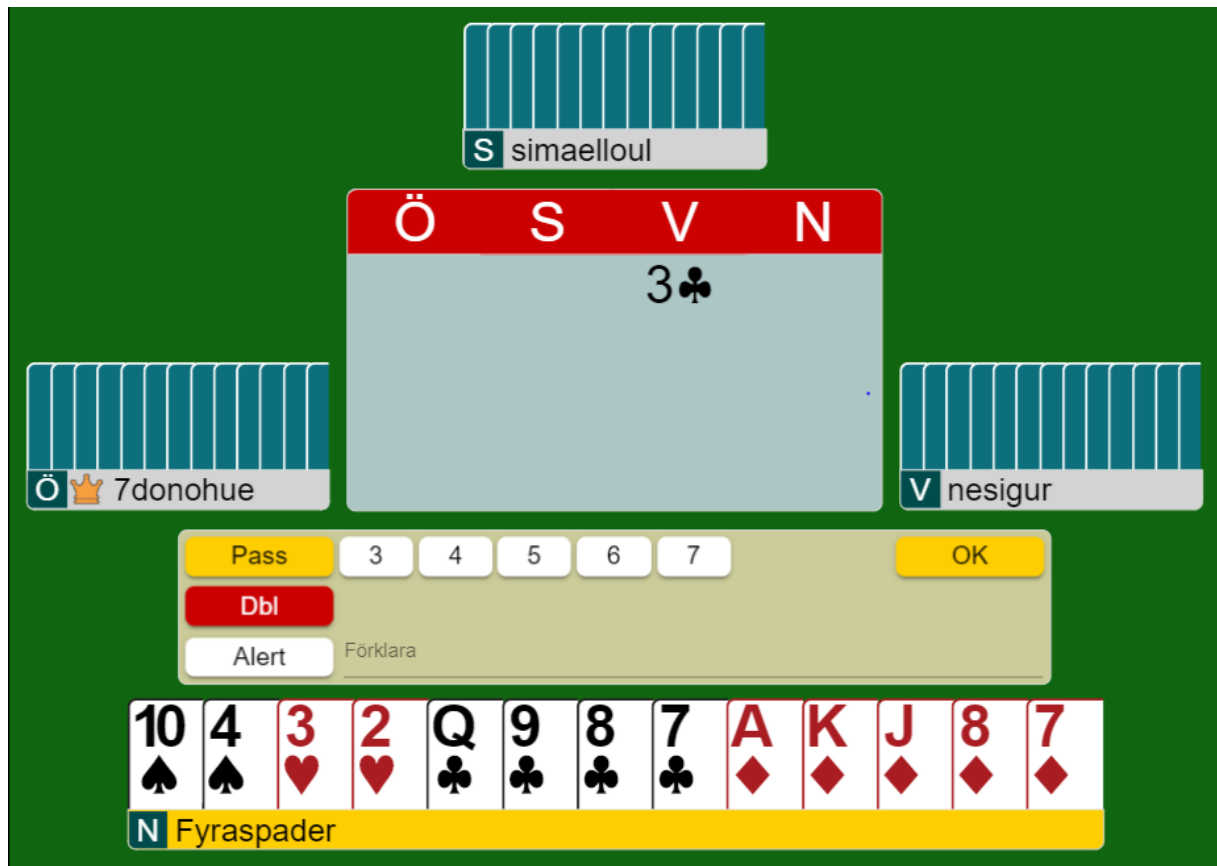 S simaelloul
Ö S V N
3♣
Ö 7donohue
V nesigur
Pass 3 4 5 6 7 OK
Dbl
Alert Förklara
10 4 3 2 Q 9 8 7 A K J 8 7
♠ ♠ ♥ ♥ ♣ ♣ ♣ ♣ ♦ ♦ ♦ ♦ ♦
N Fyraspader